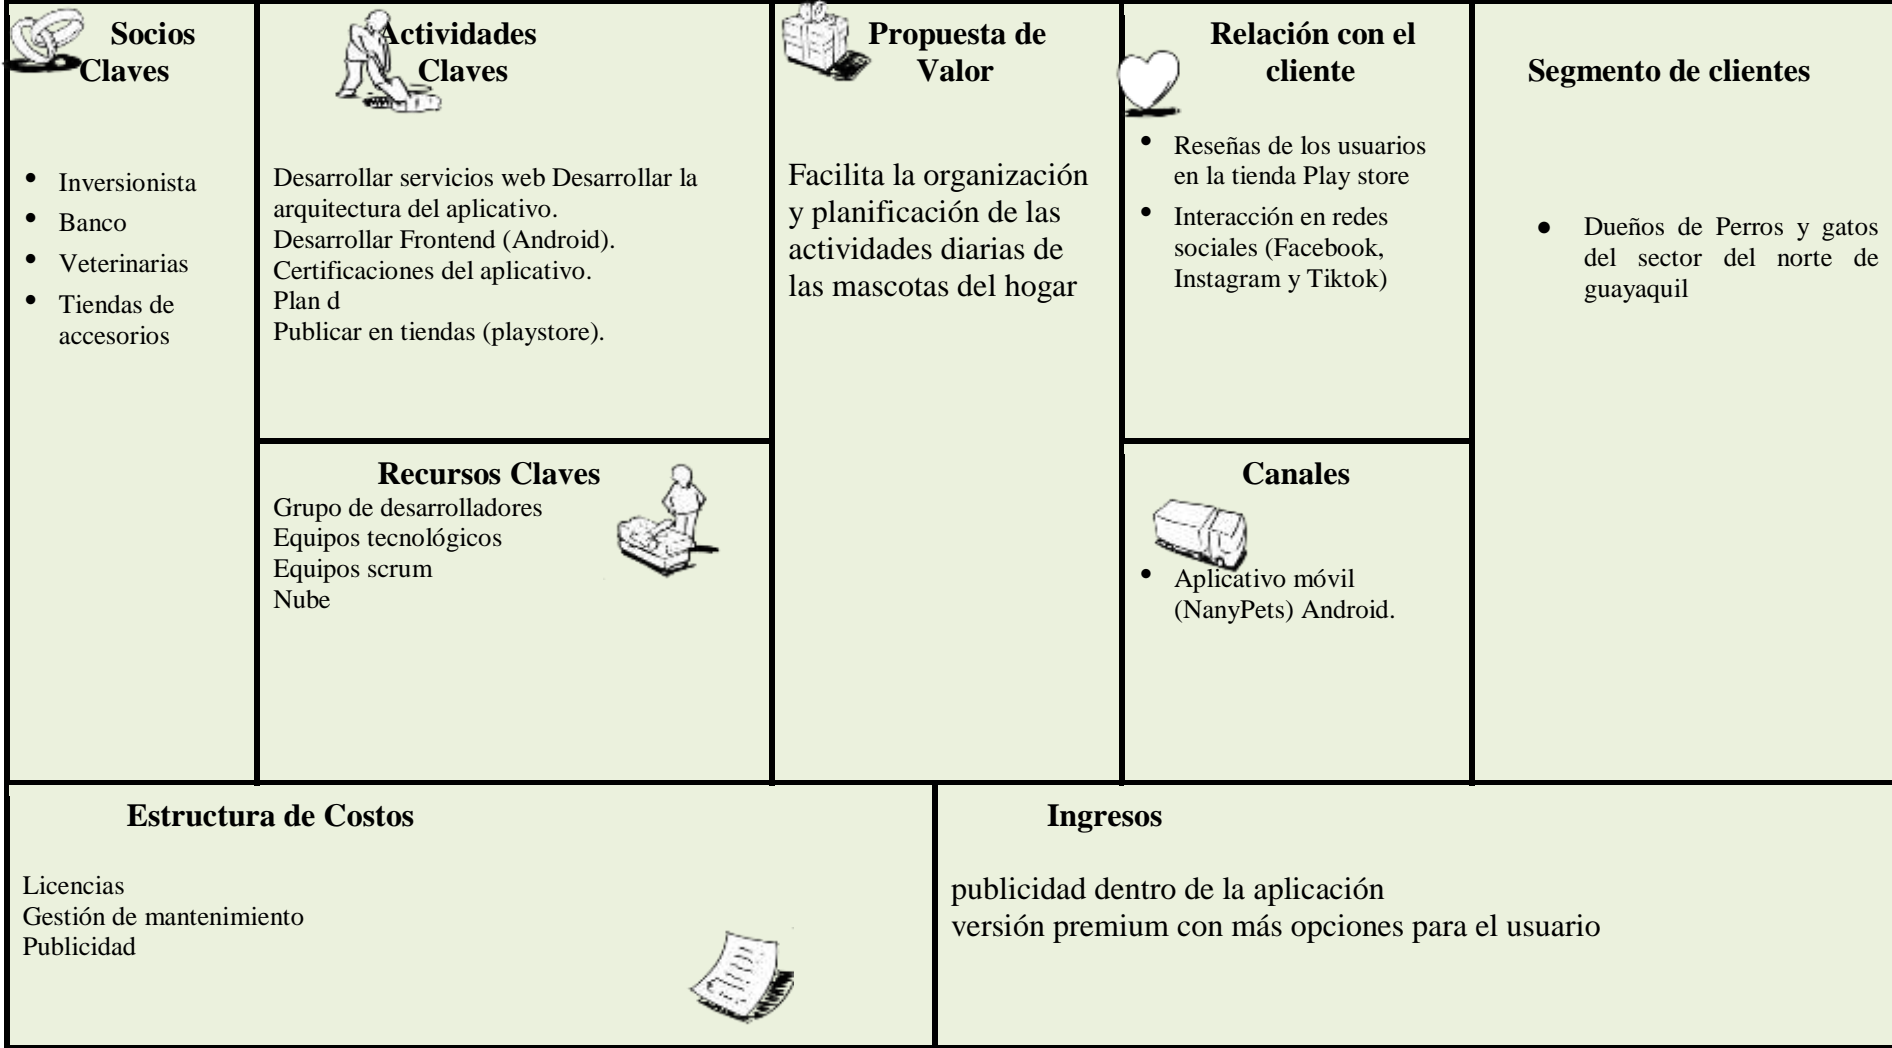 Socios
Claves
Inversionista
Banco
Veterinarias
Tiendas de
accesorios
Actividades
Claves
Desarrollar servicios web Desarrollar la
arquitectura del aplicativo.
Desarrollar Frontend (Android).
Certificaciones del aplicativo.
Plan d
Publicar en tiendas (playstore).
Recursos Claves
Grupo de desarrolladores
Equipos tecnológicos
Equipos scrum
Nube
Propuesta de
Valor
Facilita la organización
y planificación de las
actividades diarias de
las mascotas del hogar
Relación con el
cliente
Reseñas de los usuarios
en la tienda Play store
Interacción en redes
sociales (Facebook,
Instagram y Tiktok)
Canales
Aplicativo móvil
(NanyPets) Android.
Segmento de clientes
Dueños de Perros y gatos
del sector del norte de
guayaquil
Estructura de Costos
Licencias
Gestión de mantenimiento
Publicidad
Ingresos
publicidad dentro de la aplicación
versión premium con más opciones para el usuario